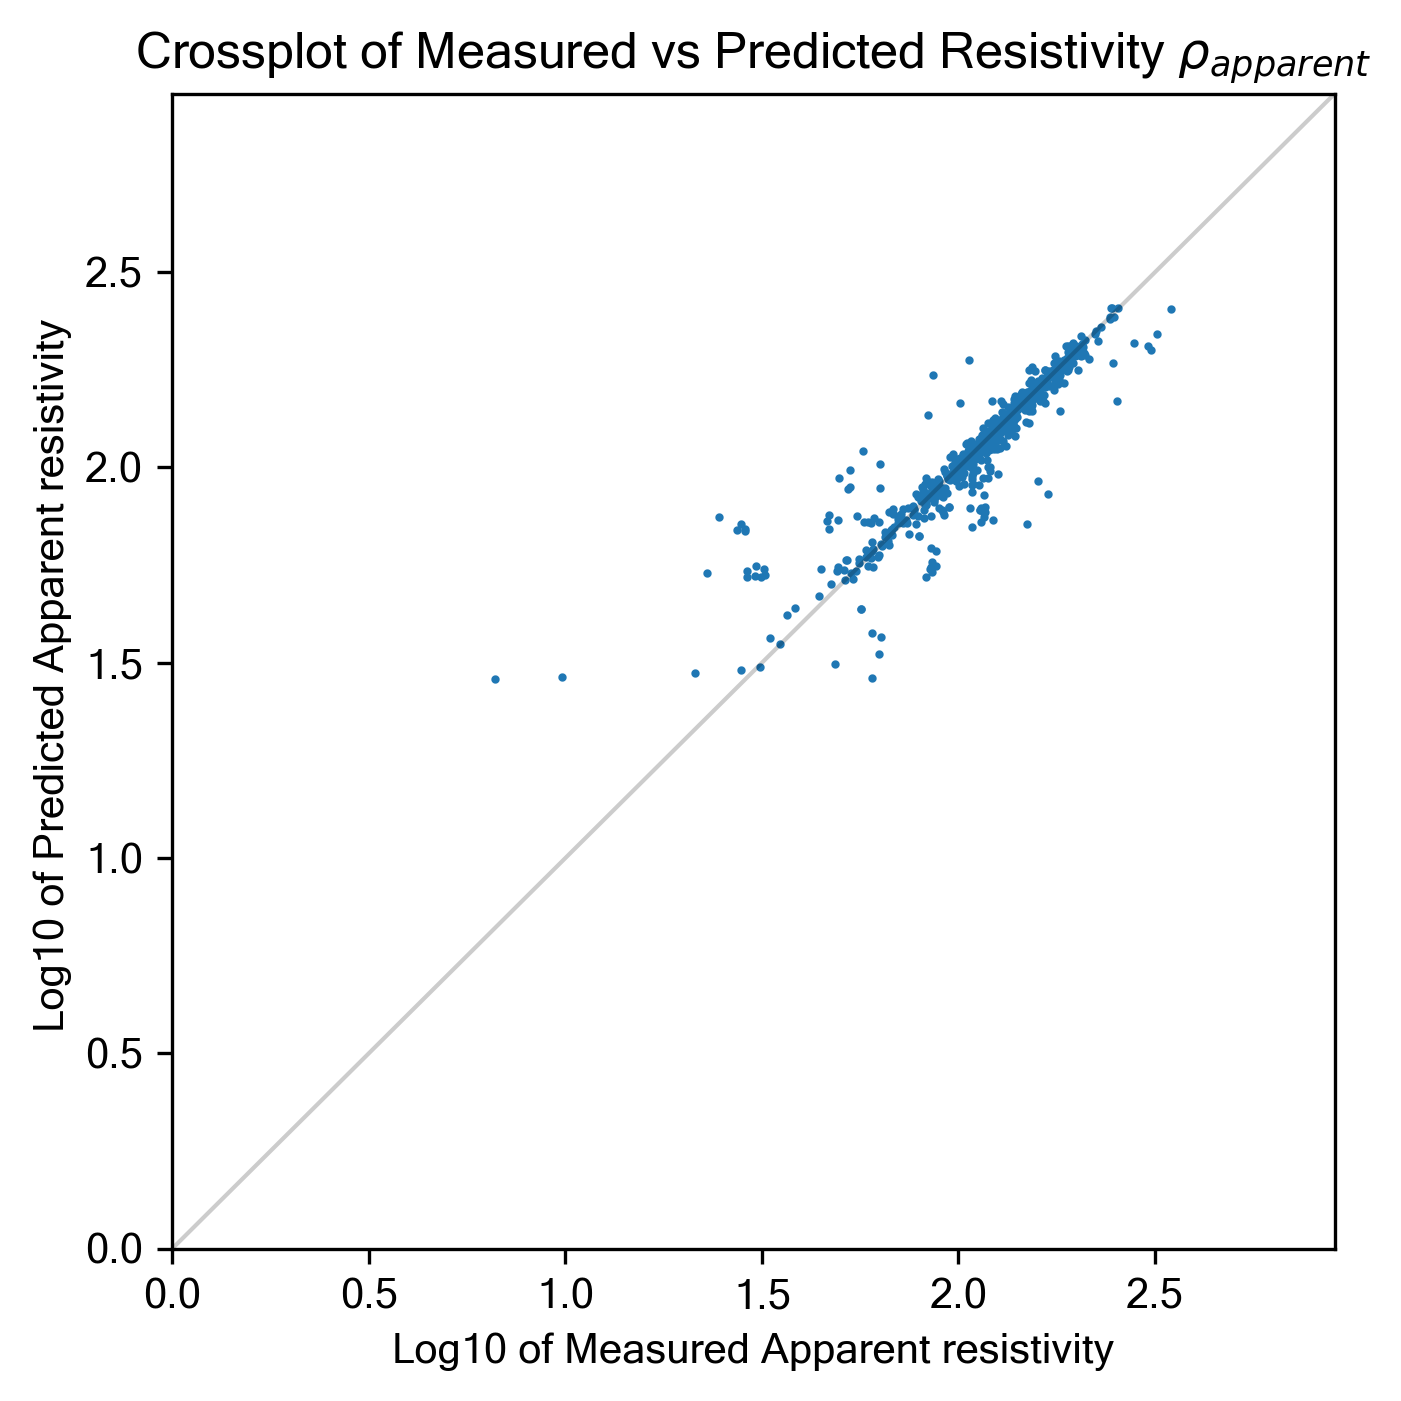 Crossplot of Measured vs Predicted Resistivity ρapparent
2.5
2.0
1.5
1.0
0.5
0.0
Log10 of Predicted Apparent resistivity
0.0 0.5 1.0 1.5 2.0 2.5
Log10 of Measured Apparent resistivity